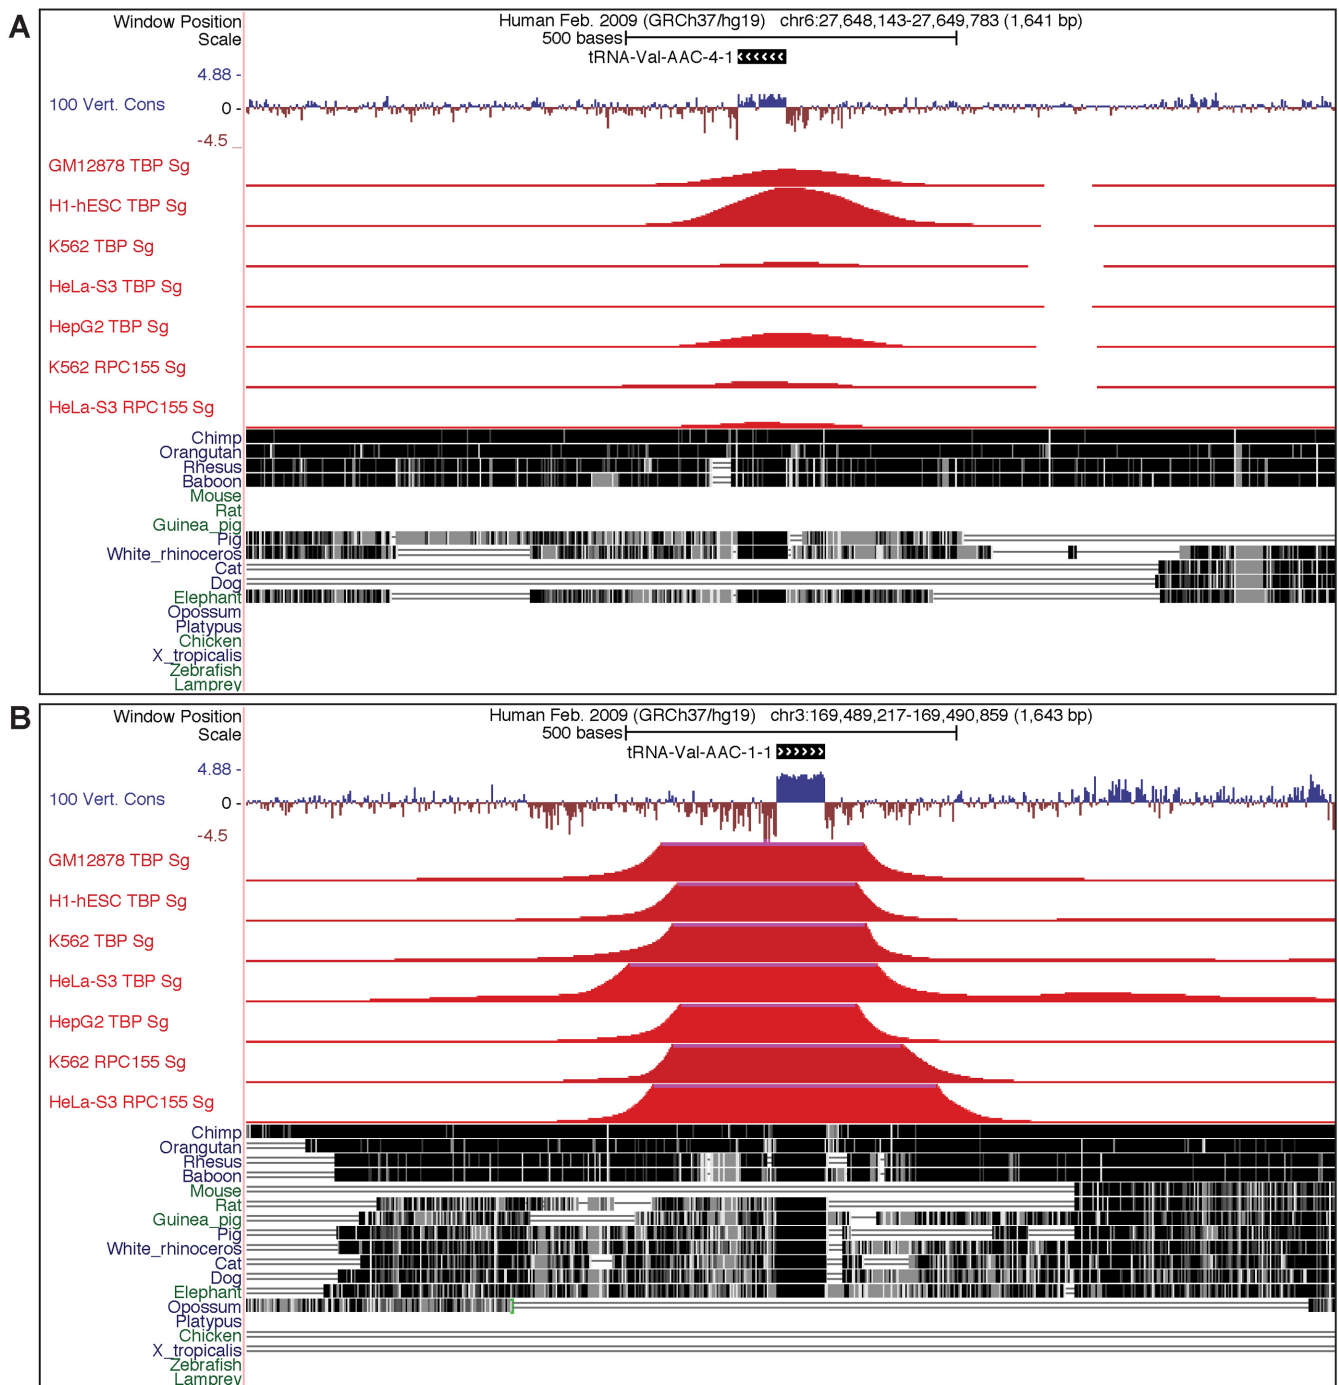 A
Window Position Human Feb. 2009 (GRCh37/hg19) chr6:27,648,143-27,649,783 (1,641 bp)
Scale 500 bases
tRNA-Val-AAC-4-1
4.88 -
100 Vert. Cons 0 -
-4.5 _
GM12878 TBP Sg
H1-hESC TBP Sg
K562 TBP Sg
HeLa-S3 TBP Sg
HepG2 TBP Sg
K562 RPC155 Sg
HeLa-S3 RPC155 Sg
Chimp
Orangutan
Rhesus
Baboon
Mouse
Rat
Guinea_pig
Pig
White_rhinoceros
Cat
Dog
Elephant
Opossum
Platypus
Chicken
X_tropicalis
Zebrafish
Lamprey
B
Window Position Human Feb. 2009 (GRCh37/hg19) chr3:169,489,217-169,490,859 (1,643 bp)
Scale 500 bases
tRNA-Val-AAC-1-1
4.88 -
100 Vert. Cons 0 -
-4.5
GM12878 TBP Sg
H1-hESC TBP Sg
K562 TBP Sg
HeLa-S3 TBP Sg
HepG2 TBP Sg
K562 RPC155 Sg
HeLa-S3 RPC155 Sg
Chimp
Orangutan
Rhesus
Baboon
Mouse
Rat
Guinea_pig
Pig
White_rhinoceros
Cat
Dog
Elephant
Opossum
Platypus
Chicken
X_tropicalis
Zebrafish
Lamprey